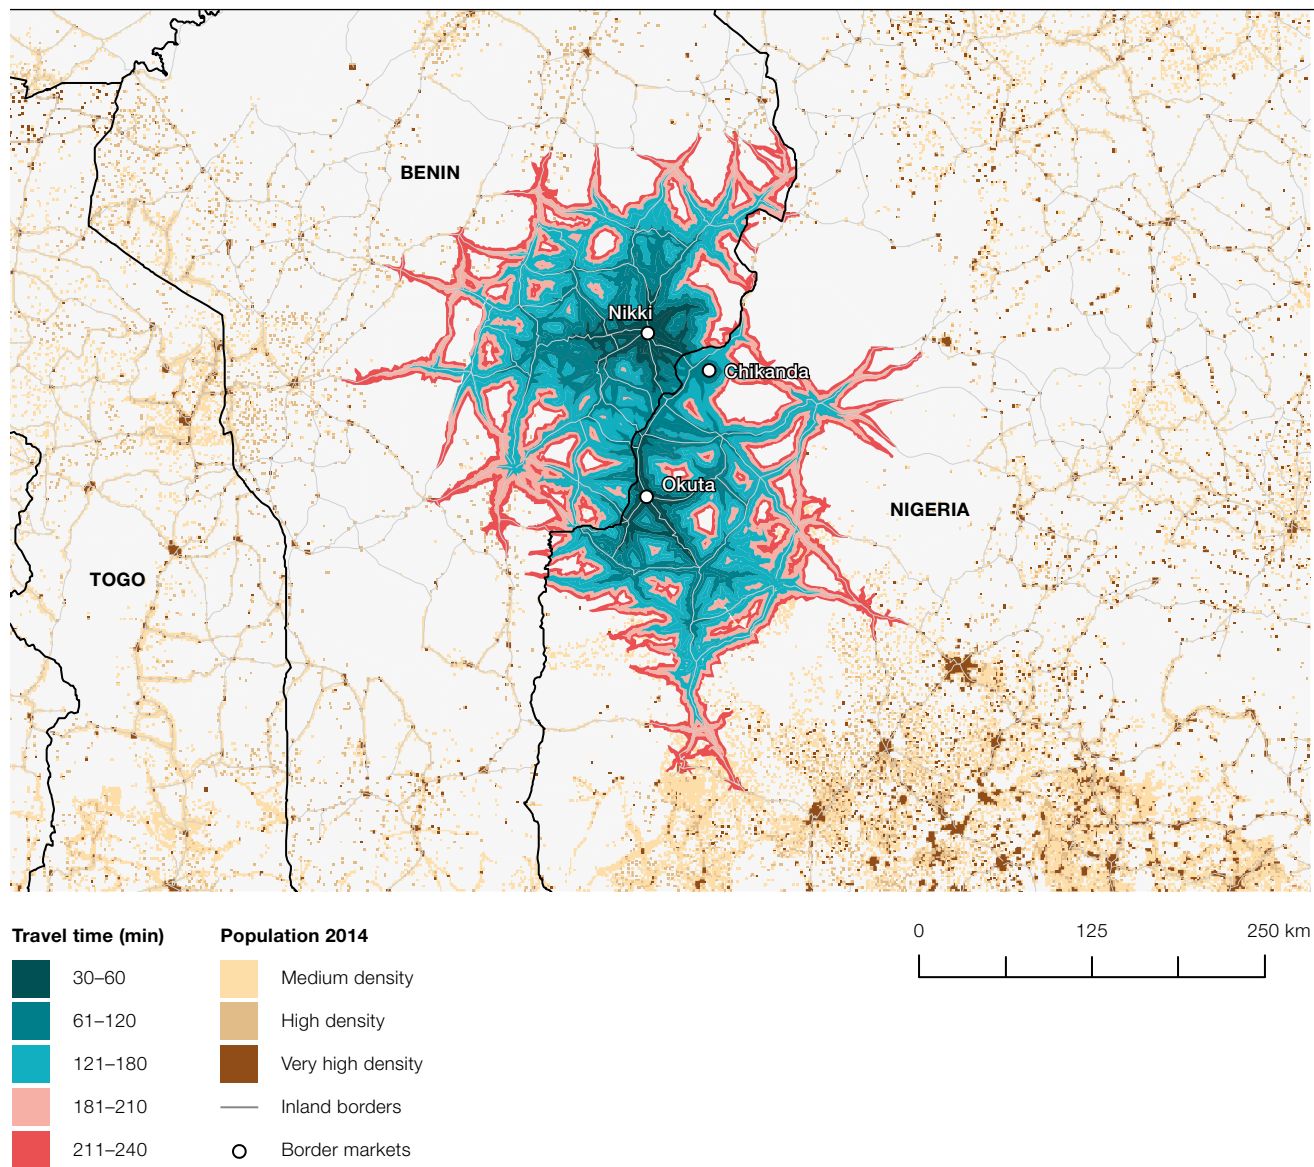 BENIN
Nikki
Chikanda
Okuta
NIGERIA
TOGO
Travel time (min)
30–60
61–120
121–180
181–210
211–240
Population 2014
Medium density
High density
Very high density
Inland borders
Border markets
0 125 250 km